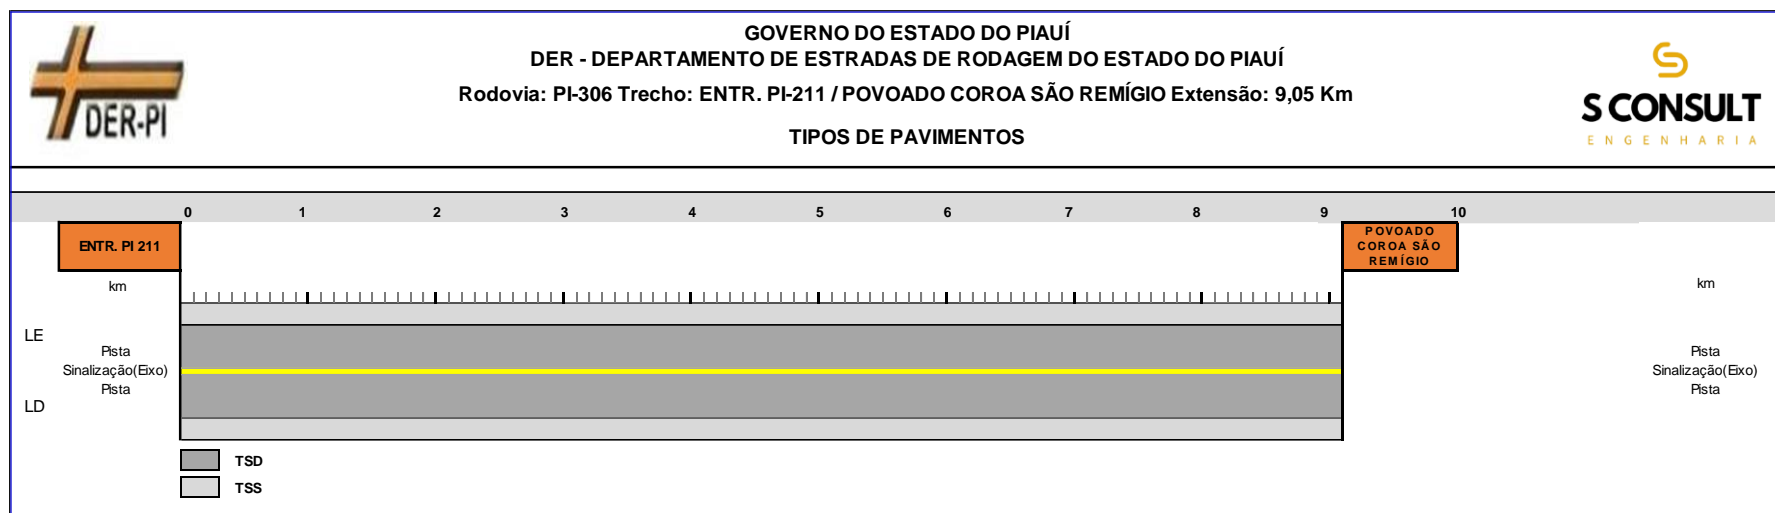 GOVERNO DO ESTADO DO PIAUÍ
DER - DEPARTAMENTO DE ESTRADAS DE RODAGEM DO ESTADO DO PIAUÍ
Rodovia: PI-306 Trecho: ENTR. PI-211 / POVOADO COROA SÃO REMÍGIO Extensão: 9,05 Km
TIPOS DE PAVIMENTOS
DER-PI
S CONSULT
ENGENHARIA
0 1 2 3 4 5 6 7 8 9 10
ENTR. PI 211
POVOADO
COROA SÃO
REMÍGIO
km
km
LE
Pista
Sinalização(Eixo)
Pista
LD
Pista
Sinalização(Eixo)
Pista
TSD
TSS